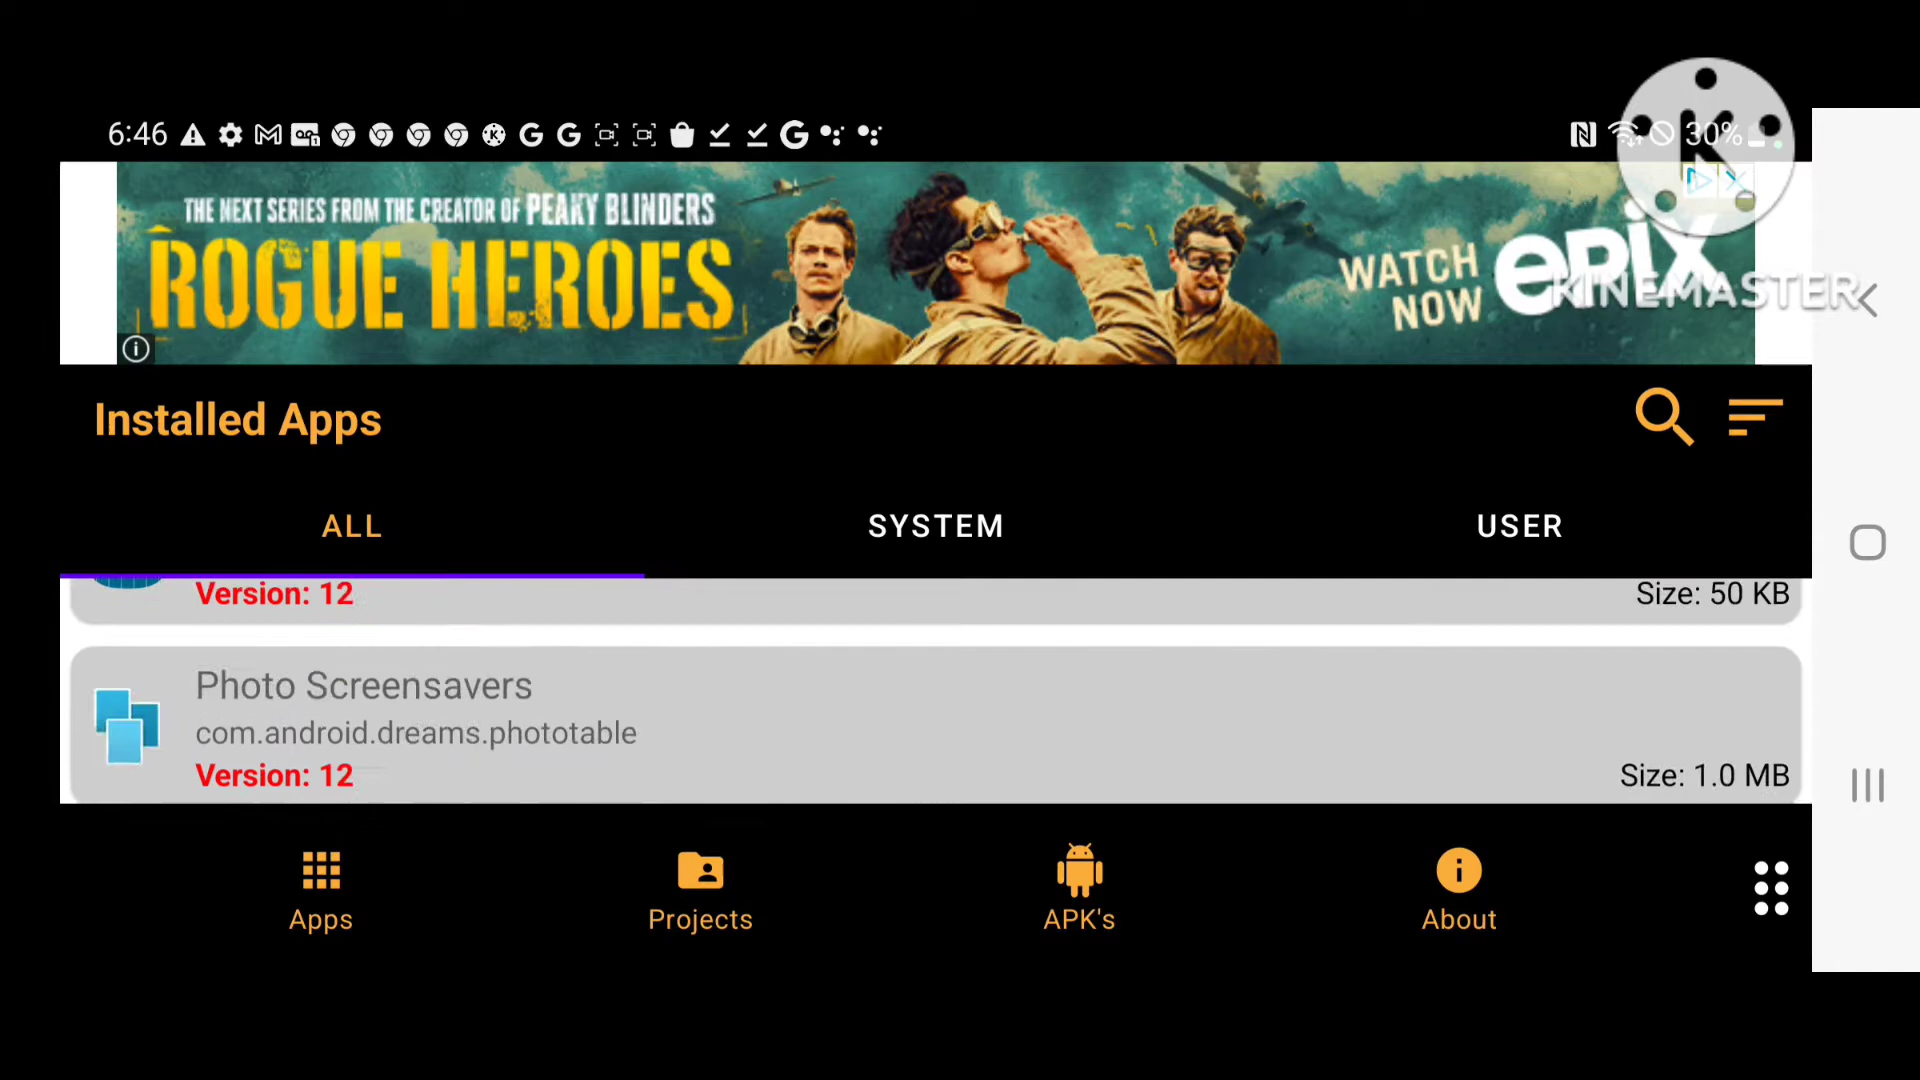 6:46
30%
THE NEXT SERIES FROM THE CREATOR OF PEAKY BLINDERS
ROGUE HEROES
WATCH NOW
epix
KINEMASTER
Installed Apps
ALL
SYSTEM
USER
Version: 12
Size: 50 KB
Photo Screensavers
com.android.dreams.phototable
Version: 12
Size: 1.0 MB
Apps
Projects
APK's
About